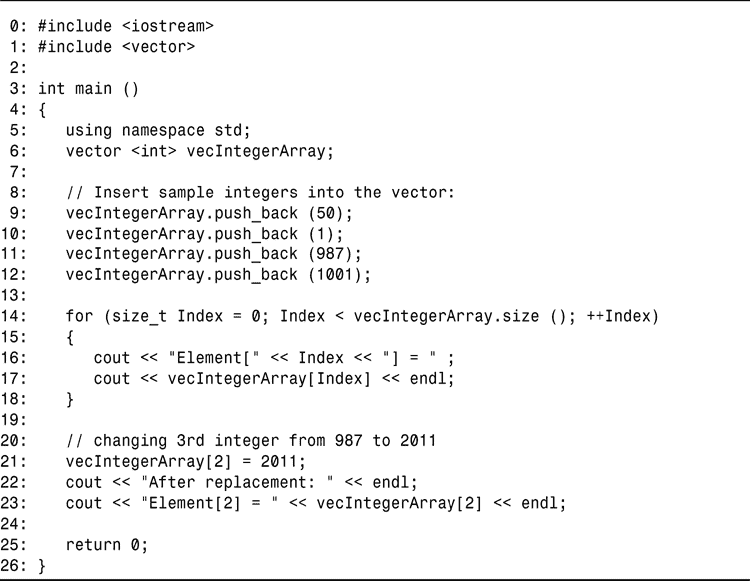 0: #include <iostream>
1: #include <vector>
2:
3: int main ()
4: {
5:    using namespace std;
6:    vector <int> vecIntegerArray;
7:
8:    // Insert sample integers into the vector:
9:    vecIntegerArray.push_back (50);
10:    vecIntegerArray.push_back (1);
11:    vecIntegerArray.push_back (987);
12:    vecIntegerArray.push_back (1001);
13:
14:    for (size_t Index = 0; Index < vecIntegerArray.size (); ++Index)
15:    {
16:       cout << "Element[" << Index << "] = " ;
17:       cout << vecIntegerArray[Index] << endl;
18:    }
19:
20:    // changing 3rd integer from 987 to 2011
21:    vecIntegerArray[2] = 2011;
22:    cout << "After replacement: " << endl;
23:    cout << "Element[2] = " << vecIntegerArray[2] << endl;
24:
25:    return 0;
26: }